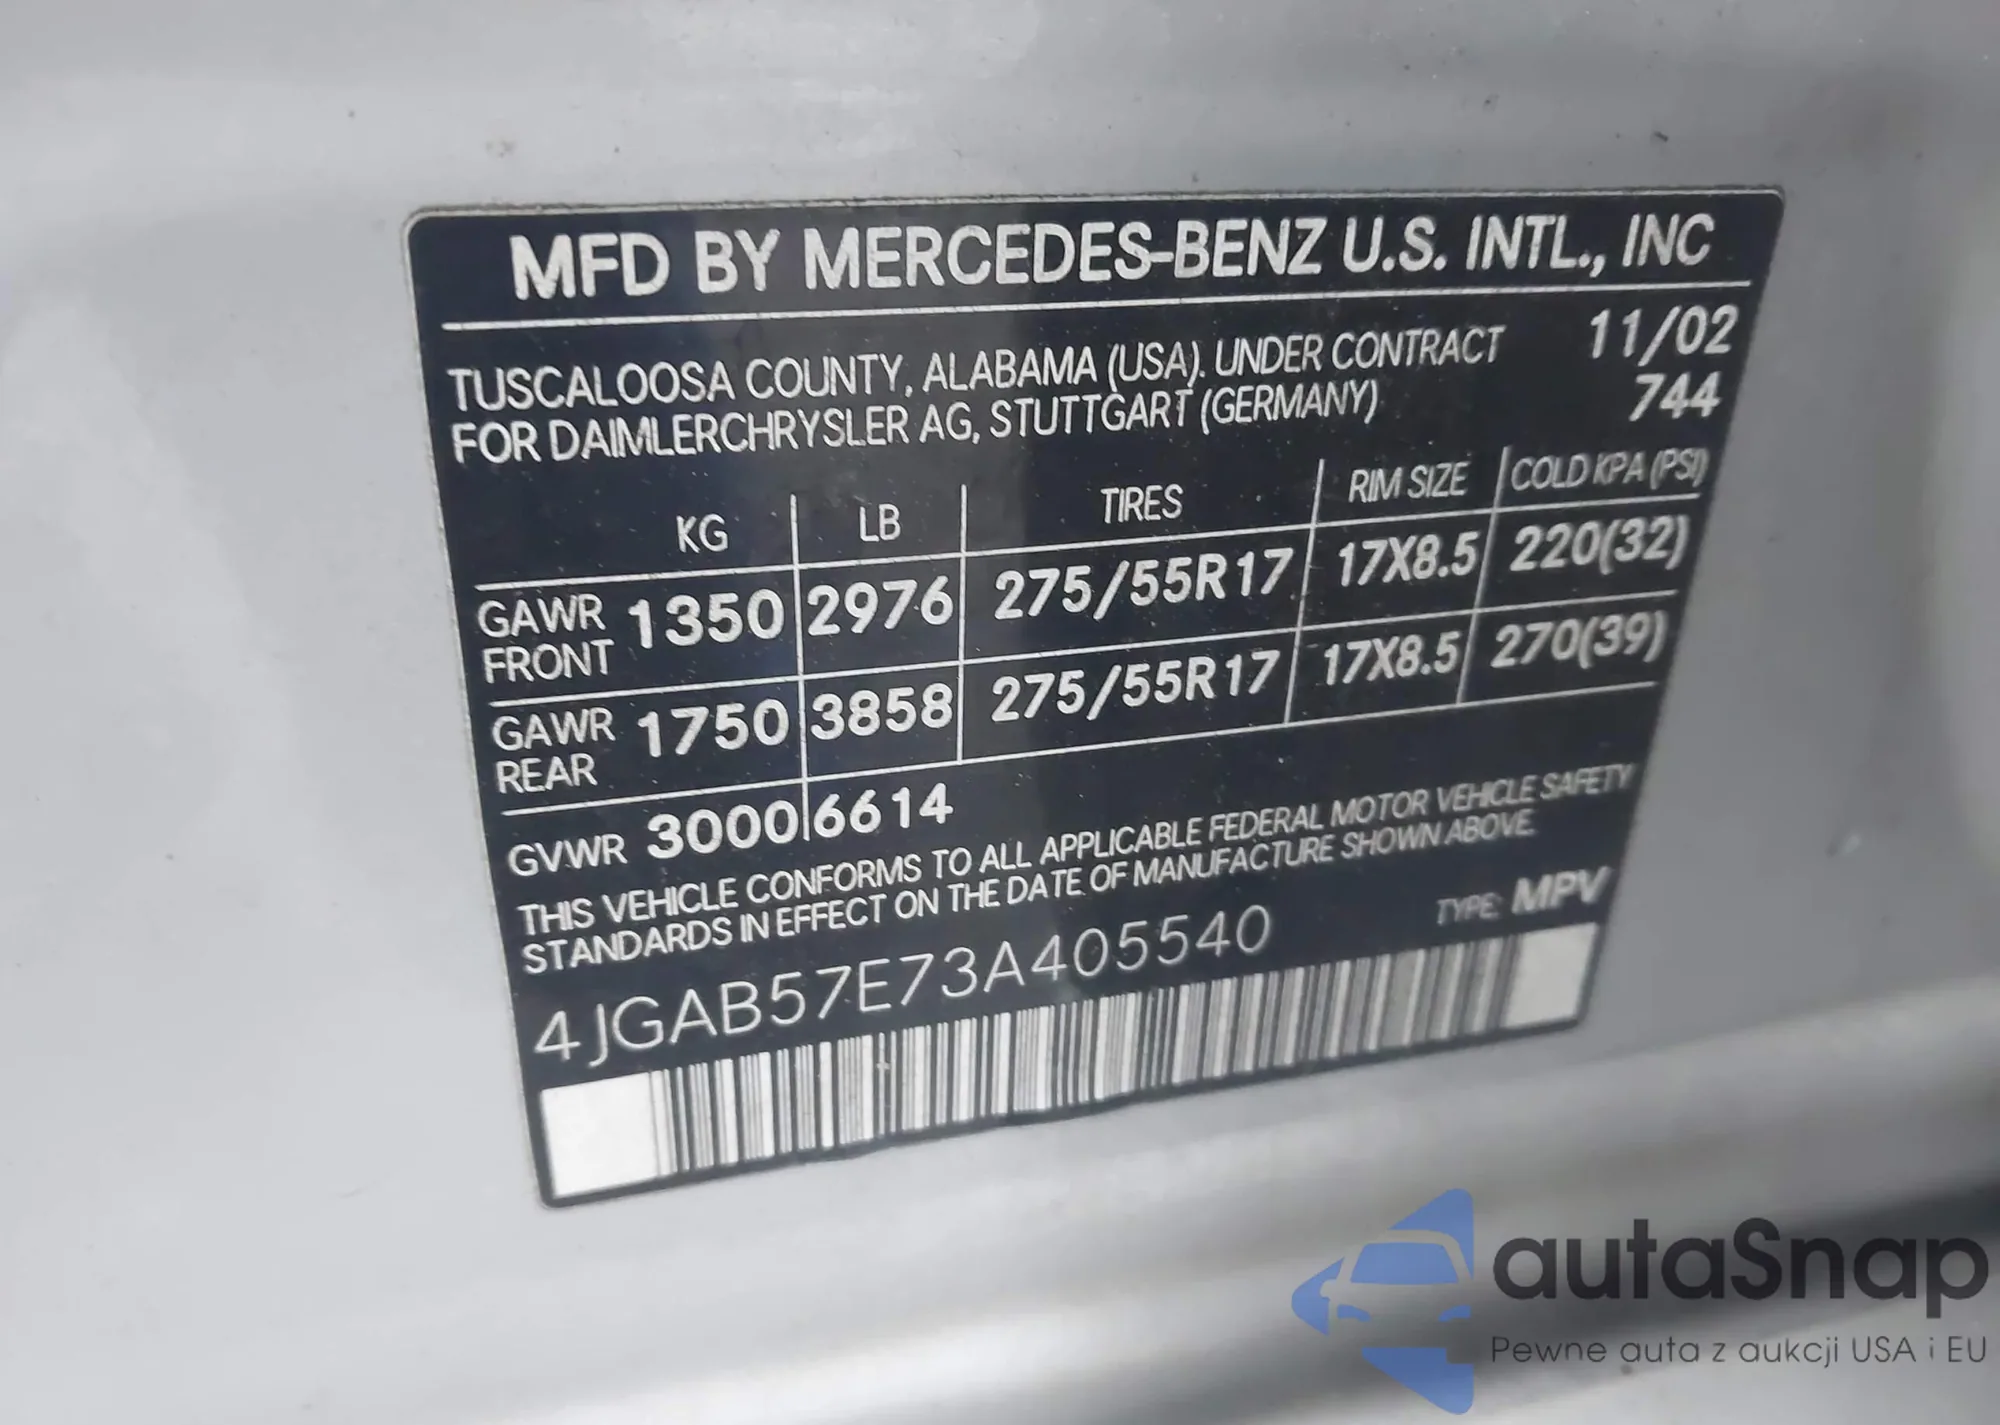 MFD BY MERCEDES-BENZ U.S. INTL., INC
TUSCALOOSA COUNTY, ALABAMA (USA). UNDER CONTRACT 11/02
FOR DAIMLERCHRYSLER AG, STUTTGART (GERMANY) 744
KG LB TIRES RIM SIZE COLD KPA (PSI)
GAWR FRONT 1350 2976 275/55R17 17X8.5 220(32)
GAWR REAR 1750 3858 275/55R17 17X8.5 270(39)
GVWR 3000 6614
THIS VEHICLE CONFORMS TO ALL APPLICABLE FEDERAL MOTOR VEHICLE SAFETY
STANDARDS IN EFFECT ON THE DATE OF MANUFACTURE SHOWN ABOVE.
4JGAB57E73A405540 TYPE: MPV
autaSnap
Pewne auta z aukcji USA i EU